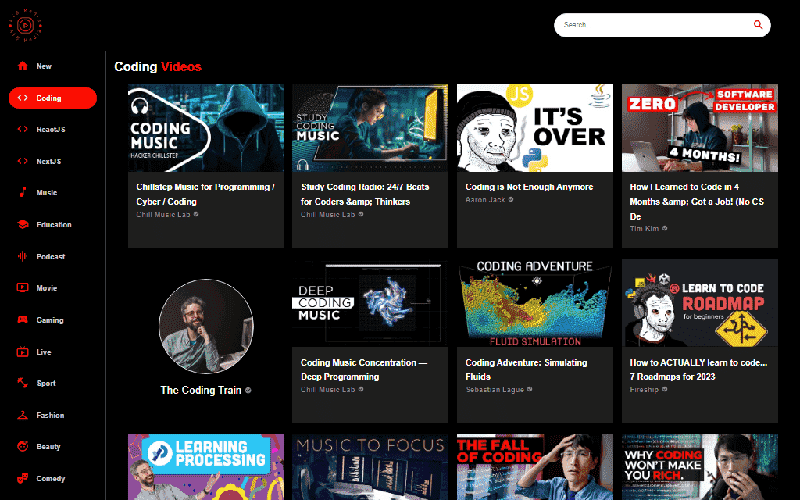 Search
New
Coding
ReactJS
NextJS
Music
Education
Podcast
Movie
Gaming
Live
Sport
Fashion
Beauty
Comedy
Coding Videos
CODING
MUSIC
HACKER CHILLSTEP
Chillstep Music for Programming /
Cyber / Coding
Chill Music Lab
STUDY
CODING
MUSIC
Study Coding Radio: 24/7 Beats
for Coders &amp; Thinkers
Chill Music Lab
JS
IT'S
OVER
Coding is Not Enough Anymore
Aaron Jack
ZERO
SOFTWARE
DEVELOPER
4 MONTHS!
How I Learned to Code in 4
Months &amp; Got a Job! (No CS
De
Tim Kim
The Coding Train
DEEP
CODING
MUSIC
Coding Music Concentration —
Deep Programming
Chill Music Lab
CODING ADVENTURE
FLUID SIMULATION
Coding Adventure: Simulating
Fluids
Sebastian Lague
LEARN TO CODE
ROADMAP
for beginners
How to ACTUALLY learn to code...
7 Roadmaps for 2023
Fireship
LEARNING
PROCESSING
MUSIC TO FOCUS
THE FALL
OF CODING
WHY CODING
WON'T MAKE
YOU RICH.